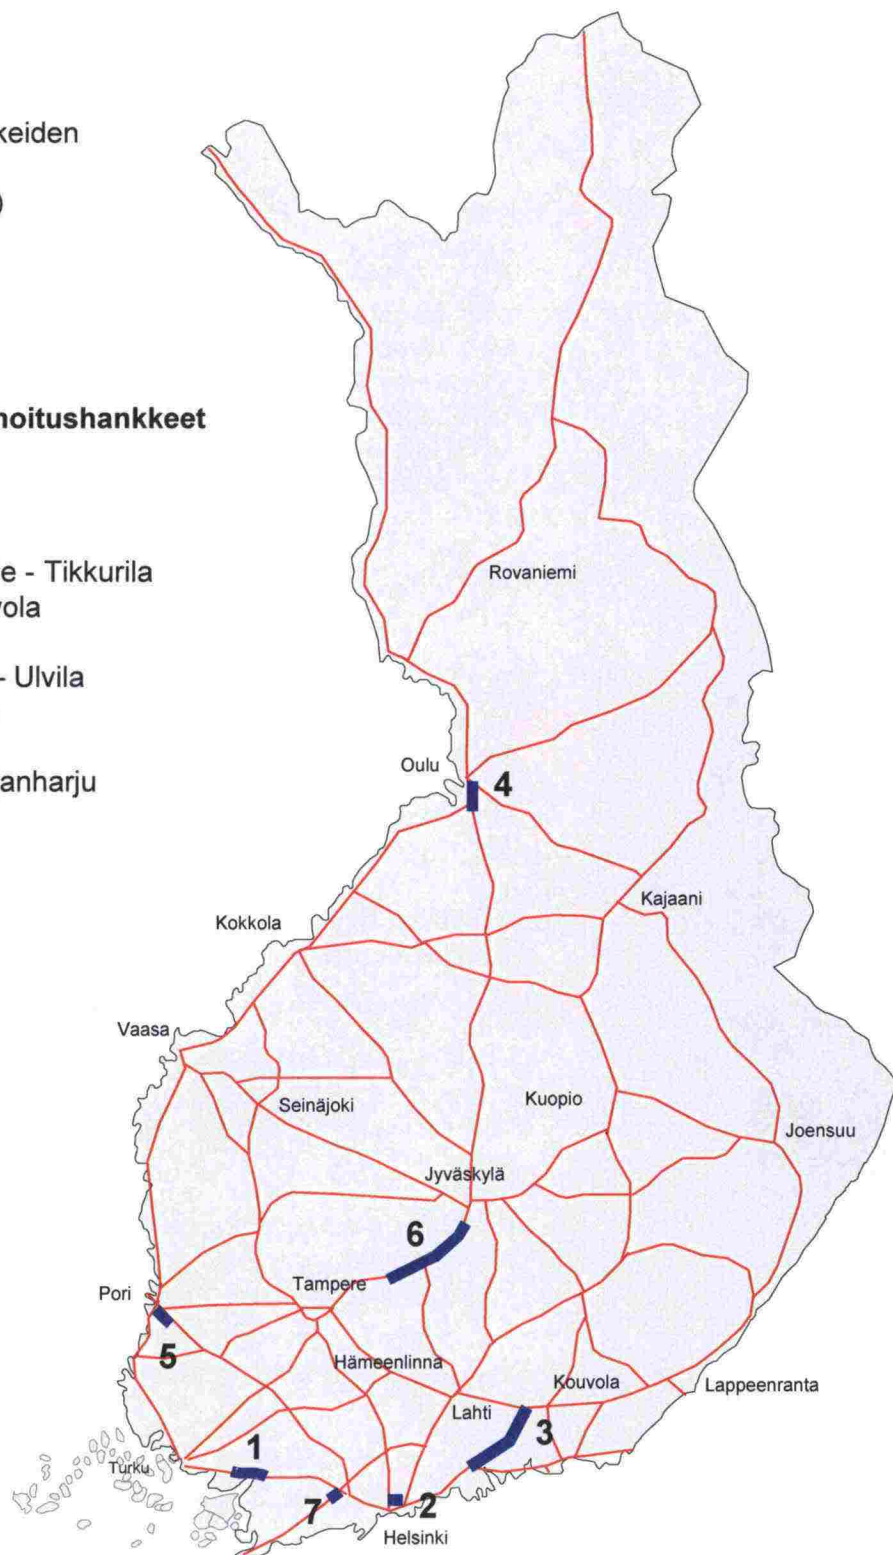 keiden
)
noitushankkeet
e - Tikkurila
vola
- Ulvila
anharju
Rovaniemi
Oulu
4
Kajaani
Kokkola
Vaasa
Seinäjoki
Kuopio
Joensuu
Jyväskylä
6
Tampere
Pori
5
Hämeenlinna
Kouvola
Lappeenranta
Lahti
3
1
Turku
7
2
Helsinki